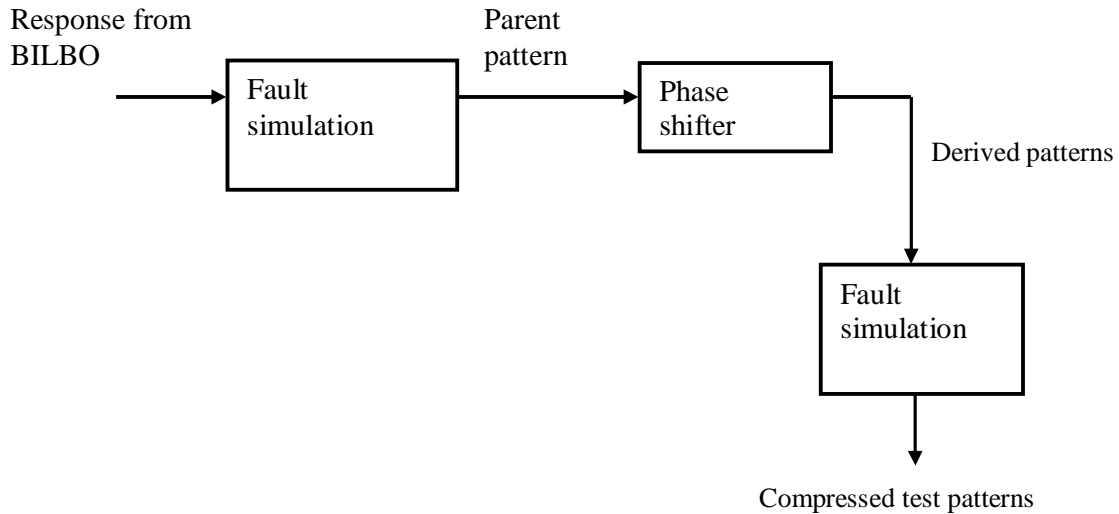 Response from
BILBO
Fault
simulation
Parent
pattern
Phase
shifter
Derived patterns
Fault
simulation
Compressed test patterns